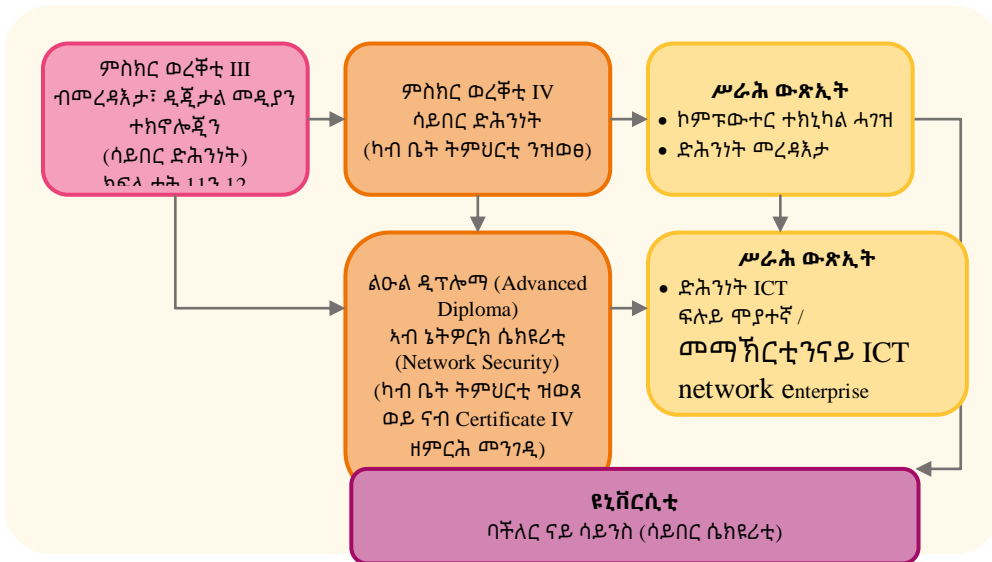 ምስክር ወረቐቲ III
ብመረዳእታ፣ ዲጂታል መዲያን
ተክኖሎጂን
(ሳይበር ድሕንነት)
ምስክር ወረቐቲ IV
ሳይበር ድሕንነት
(ካብ ቤት ትምህርቲ ንዝወፀ)
ሥራሕ ውጽኢት
• ኮምፑውተር ተክኒካል ሓገዝ
• ድሕንነት መረዳእታ
ልዑል ዲፕሎማ (Advanced
Diploma)
ኣብ ኔትዎርክ ሴክዩሪቲ
(Network Security)
(ካብ ቤት ትምህርቲ ዝወጸ
ወይ ናብ Certificate IV
ዘምርሕ መንገዲ)
ሥራሕ ውጽኢት
• ድሕንነት ICT
ፍሉይ ሞያተኛ /
መማኽርቲንናይ ICT
network enterprise
ዩኒቨርሲቲ
ባችለር ናይ ሳይንስ (ሳይበር ሴክዩሪቲ)